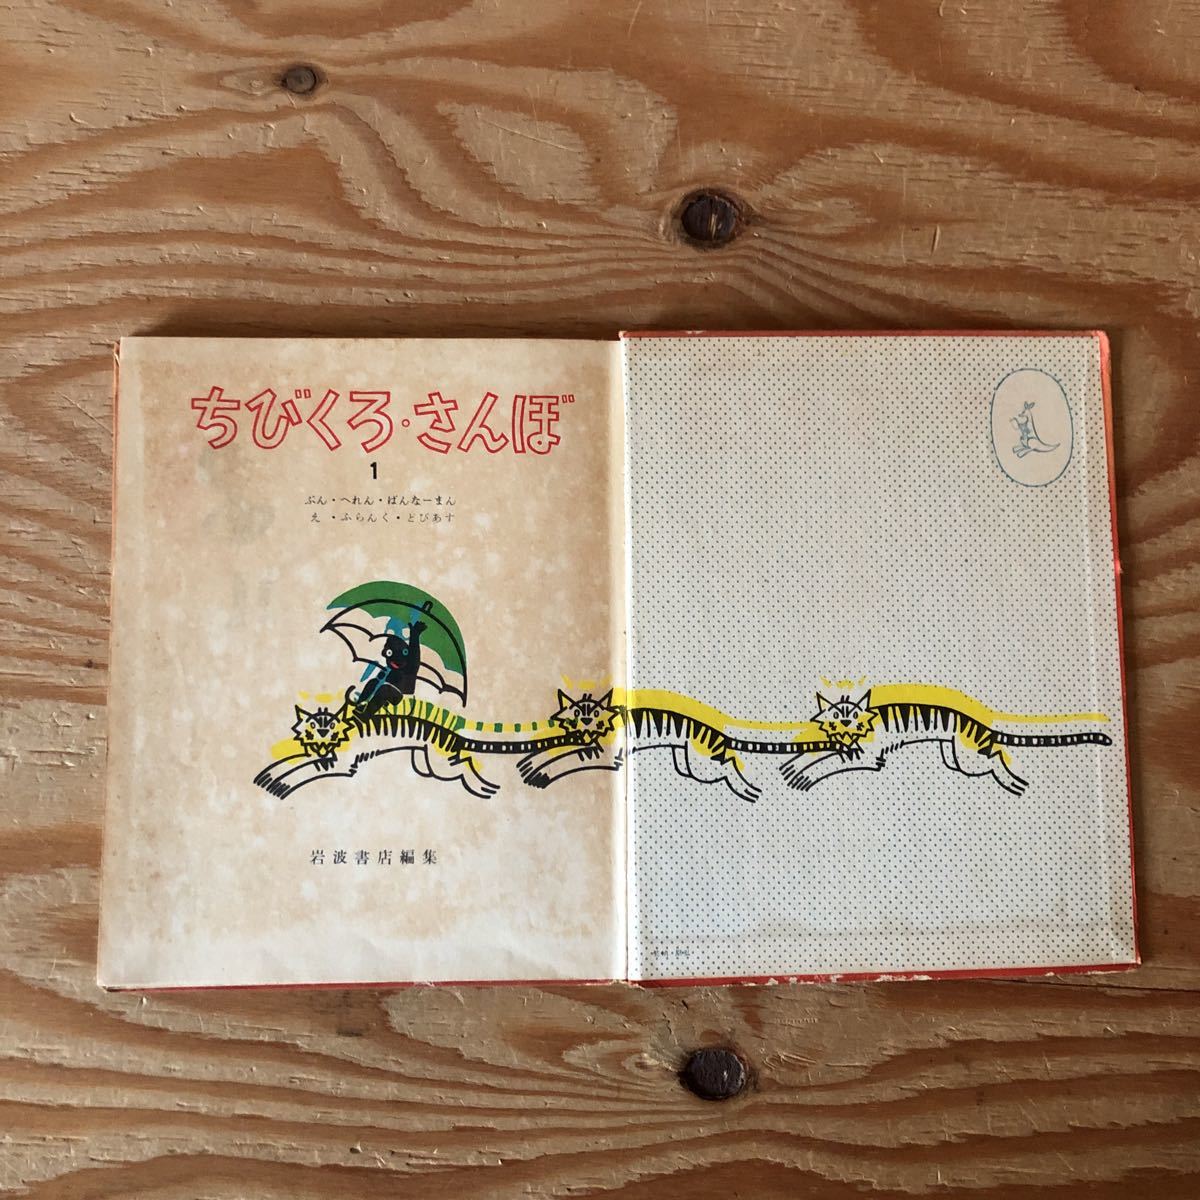 ちびくろ・さんぼ
1
ぶん・へれん・ばんなーまん
え・ふらんく・どびあす
岩波書店編集